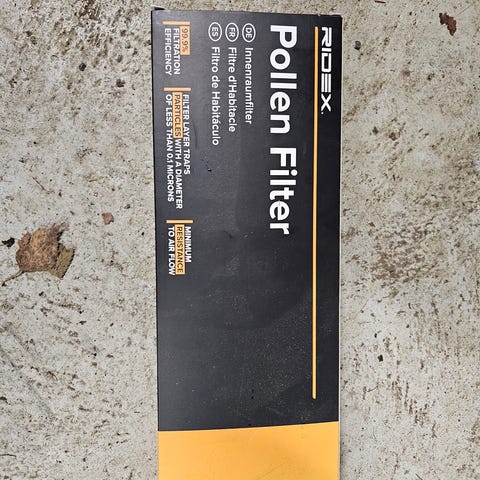 RIDEX
Pollen Filter
DE Innenraumfilter
FR Filtre d'Habitacle
ES Filtro de Habitáculo
99.9%
FILTRATION
EFFICIENCY
FILTER LAYER TRAPS
PARTICLES WITH A DIAMETER
OF LESS THAN 0.1 MICRONS
MINIMUM
RESISTANCE
TO AIR FLOW